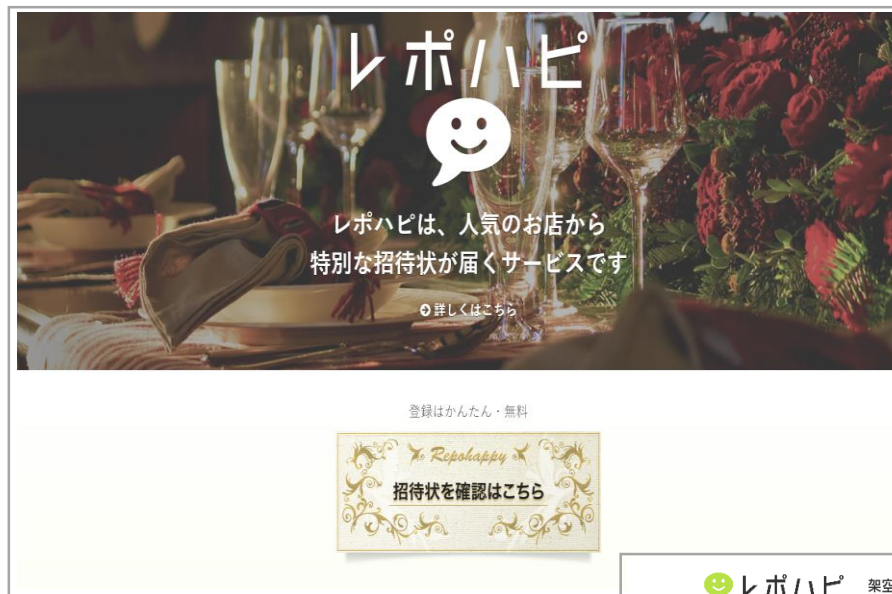 レポハピ
レポハピは、人気のお店から
特別な招待状が届くサービスです
詳しくはこちら
登録はかんたん・無料
Repohappy
招待状を確認はこちら
レポハピ 架空